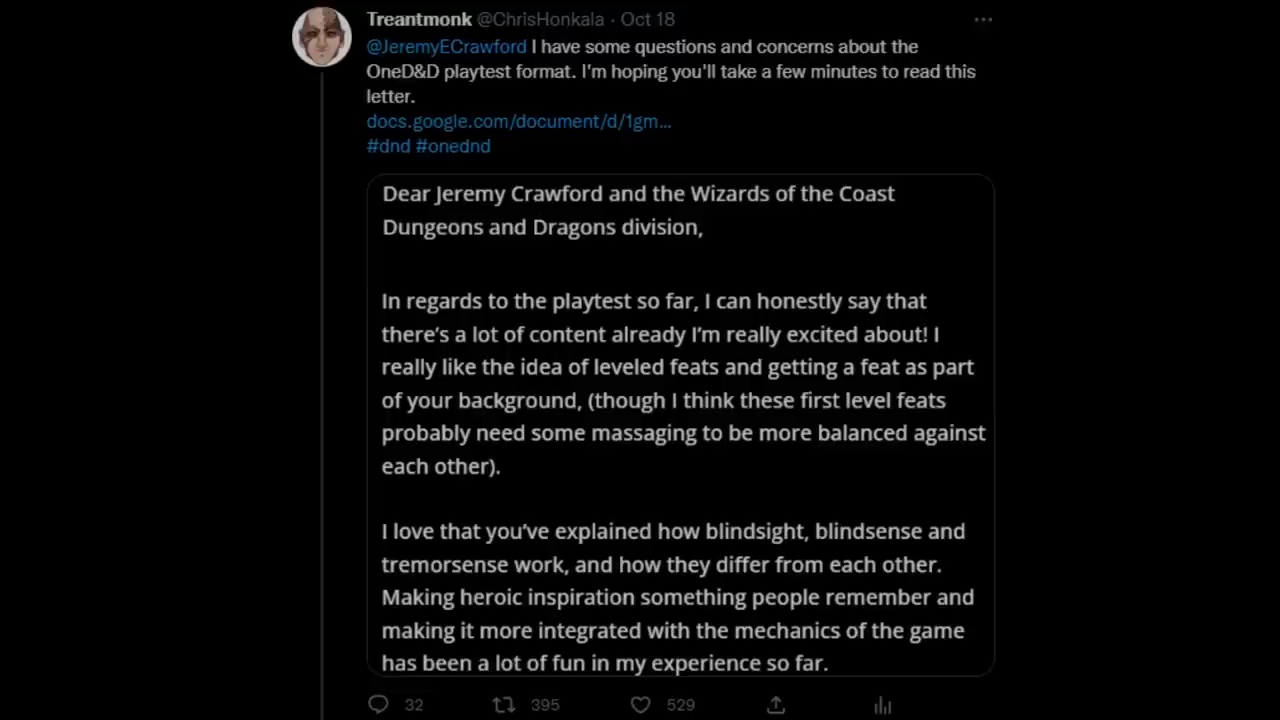 Treantmonk @ChrisHonkala · Oct 18
@JeremyECrawford I have some questions and concerns about the
OneD&D playtest format. I'm hoping you'll take a few minutes to read this
letter.
docs.google.com/document/d/1gm...
#dnd #onednd
Dear Jeremy Crawford and the Wizards of the Coast
Dungeons and Dragons division,
In regards to the playtest so far, I can honestly say that
there's a lot of content already I'm really excited about! I
really like the idea of leveled feats and getting a feat as part
of your background, (though I think these first level feats
probably need some massaging to be more balanced against
each other).
I love that you've explained how blindsight, blindsense and
tremorsense work, and how they differ from each other.
Making heroic inspiration something people remember and
making it more integrated with the mechanics of the game
has been a lot of fun in my experience so far.
32 395 529